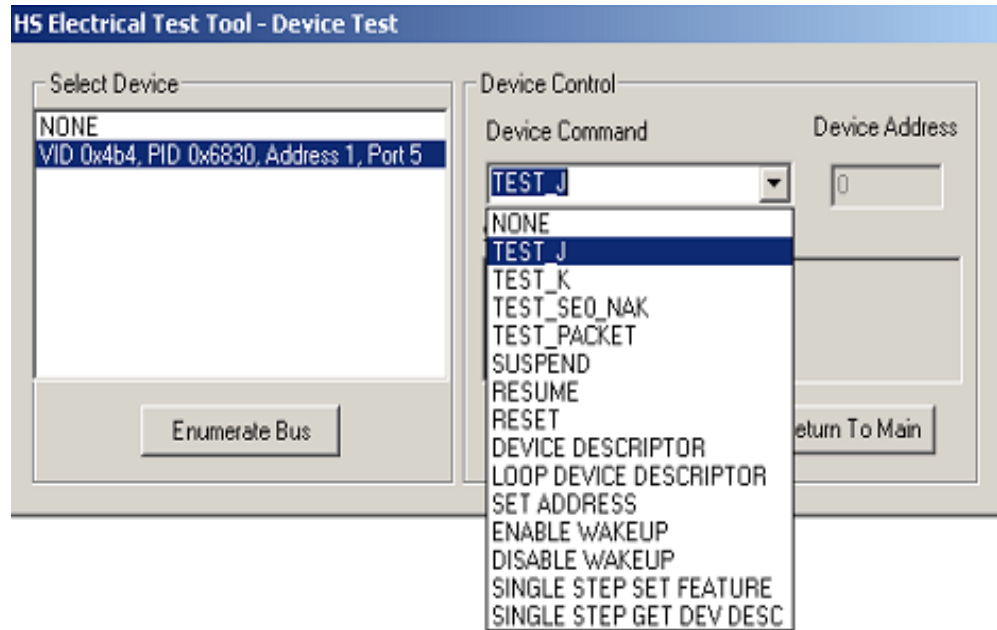 HS Electrical Test Tool - Device Test
Select Device
NONE
VID 0x4b4, PID 0x6830, Address 1, Port 5
Enumerate Bus
Device Control
Device Command
Device Address
TEST_J
0
NONE
TEST_J
TEST_K
TEST_SE0_NAK
TEST_PACKET
SUSPEND
RESUME
RESET
DEVICE DESCRIPTOR
LOOP DEVICE DESCRIPTOR
SET ADDRESS
ENABLE WAKEUP
DISABLE WAKEUP
SINGLE STEP SET FEATURE
SINGLE STEP GET DEV DESC
eturn To Main